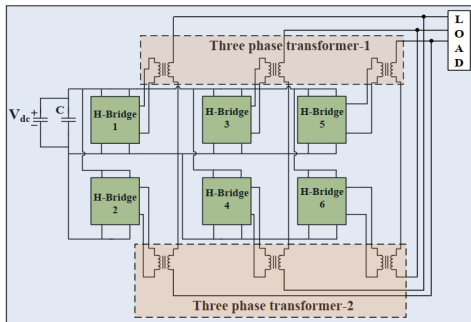 Three phase transformer-1
L
O
A
D
V_dc
+
−
C
H-Bridge
1
H-Bridge
3
H-Bridge
5
H-Bridge
2
H-Bridge
4
H-Bridge
6
Three phase transformer-2